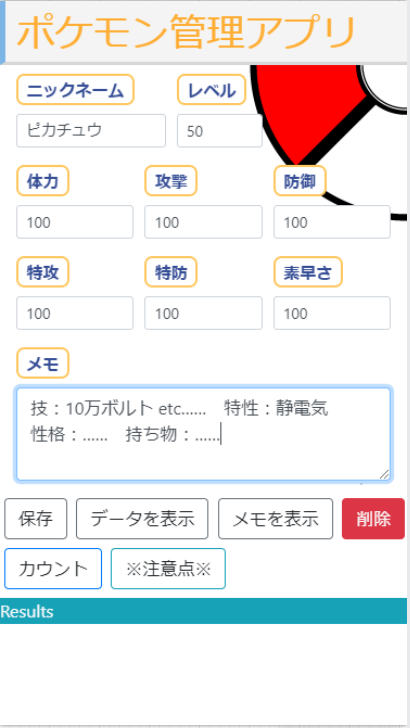 ポケモン管理アプリ
ニックネーム レベル
ピカチュウ 50
体力 攻撃 防御
100 100 100
特攻 特防 素早さ
100 100 100
メモ
技：10万ボルト etc...... 特性：静電気
性格：...... 持ち物：......
保存 データを表示 メモを表示 削除
カウント ※注意点※
Results